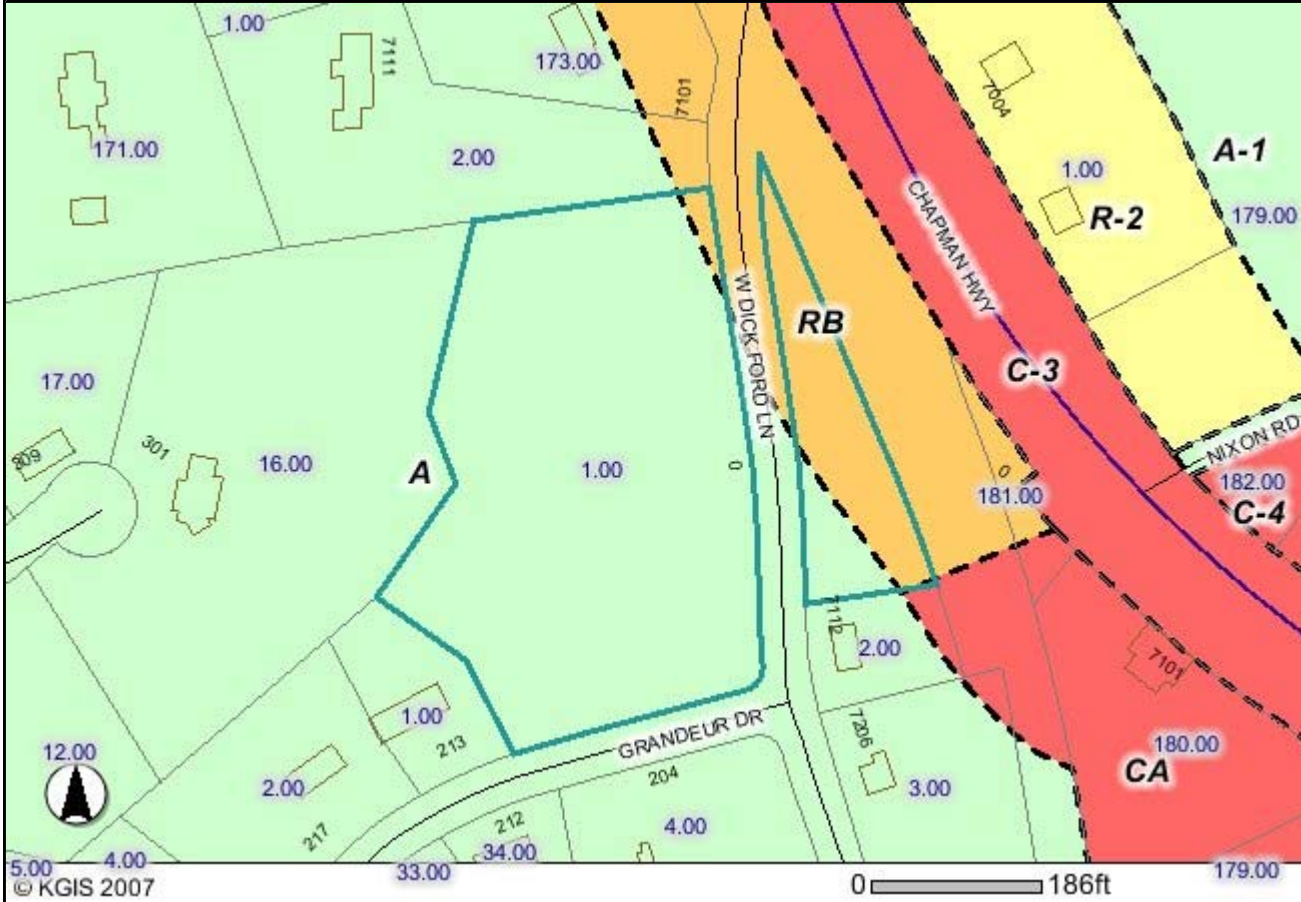 1.00
7111
173.00
7101
171.00
2.00
7004
1.00
A-1
179.00
R-2
CHAPMAN HWY
W DICK FORD LN
RB
C-3
17.00
309
301
16.00
A
1.00
0
0
181.00
NIXON RD
182.00
C-4
7112
2.00
1.00
213
GRANDEUR DR
7206
7101
180.00
CA
12.00
2.00
204
3.00
217
212
4.00
34.00
5.00
4.00
33.00
179.00
© KGIS 2007
0 186ft